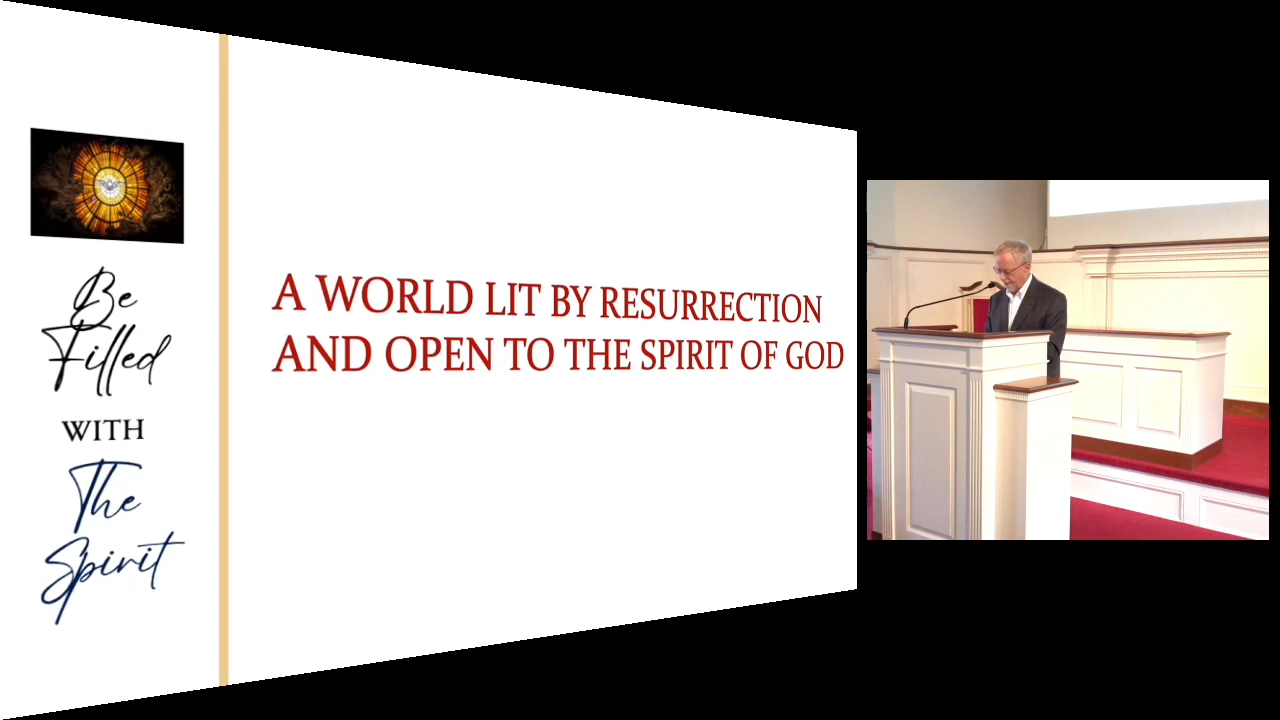 Be
Filled
WITH
The
Spirit
A WORLD LIT BY RESURRECTION
AND OPEN TO THE SPIRIT OF GOD